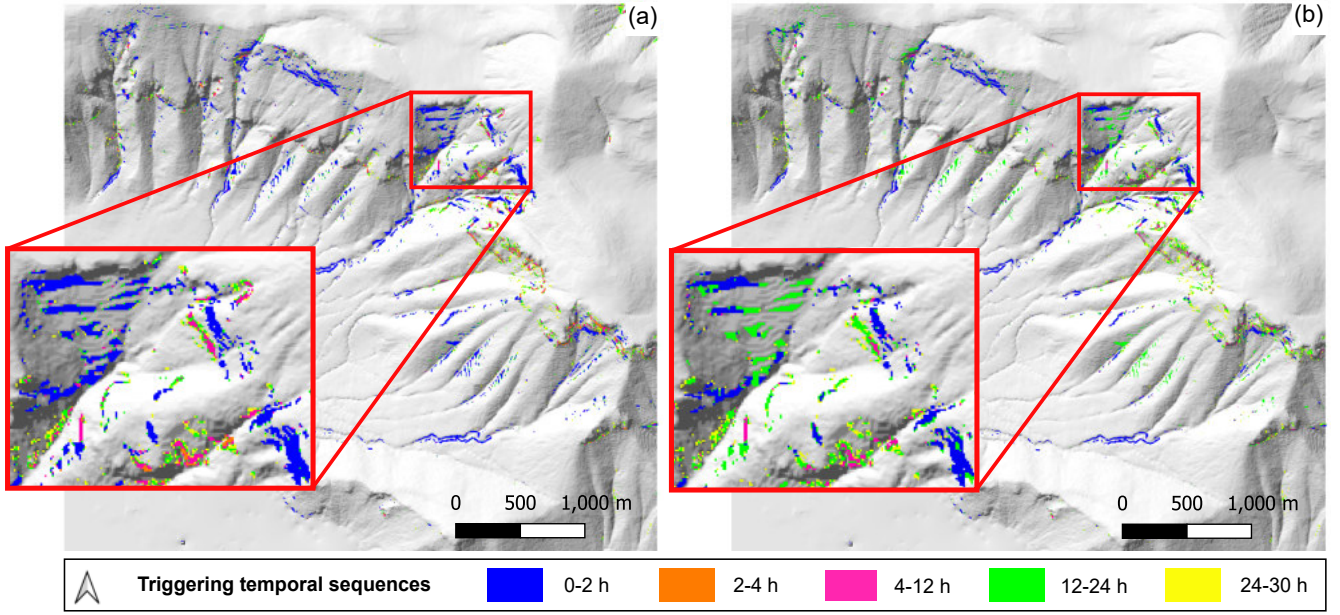 (a)
(b)
0 500 1,000 m
0 500 1,000 m
Triggering temporal sequences 0-2 h 2-4 h 4-12 h 12-24 h 24-30 h